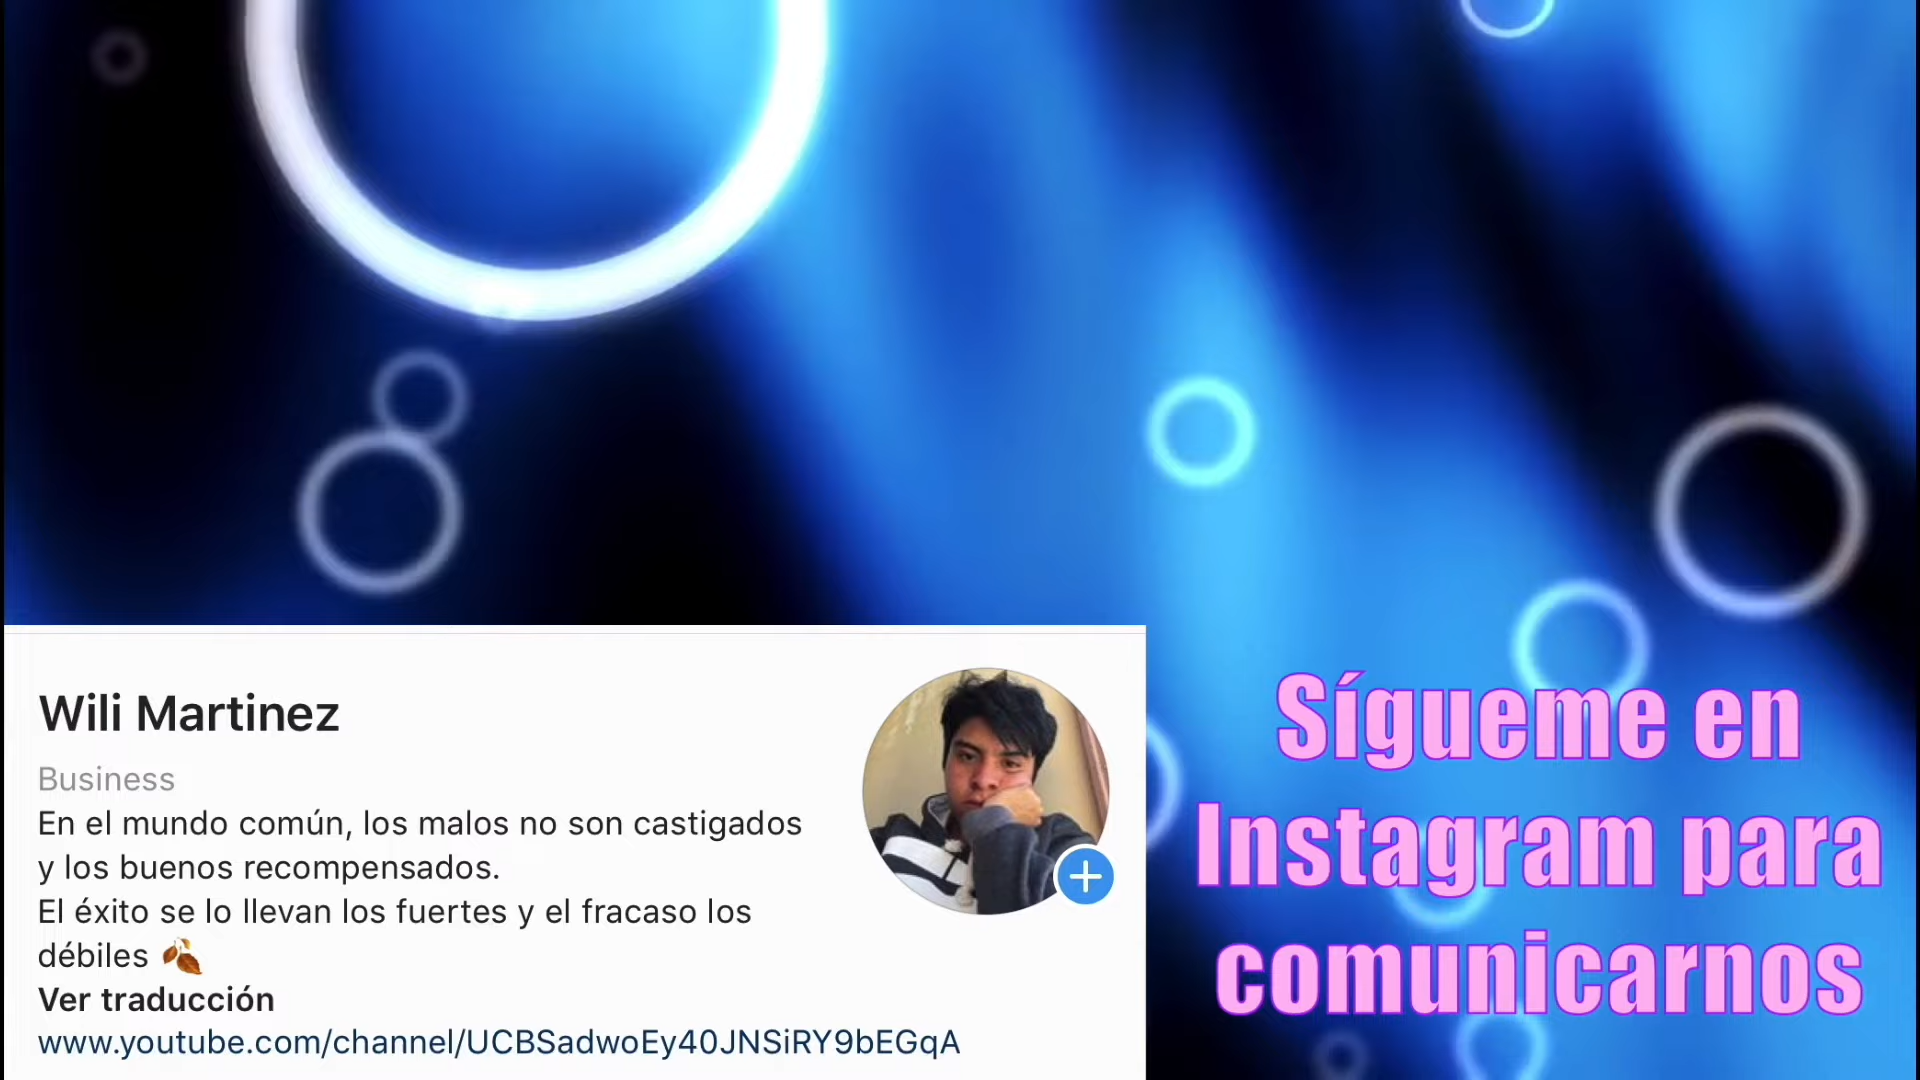 Wili Martinez
Business
En el mundo común, los malos no son castigados
y los buenos recompensados.
El éxito se lo llevan los fuertes y el fracaso los
débiles 🍂
Ver traducción
www.youtube.com/channel/UCBSadwoEy40JNSiRY9bEGqA
Sígueme en
Instagram para
comunicarnos